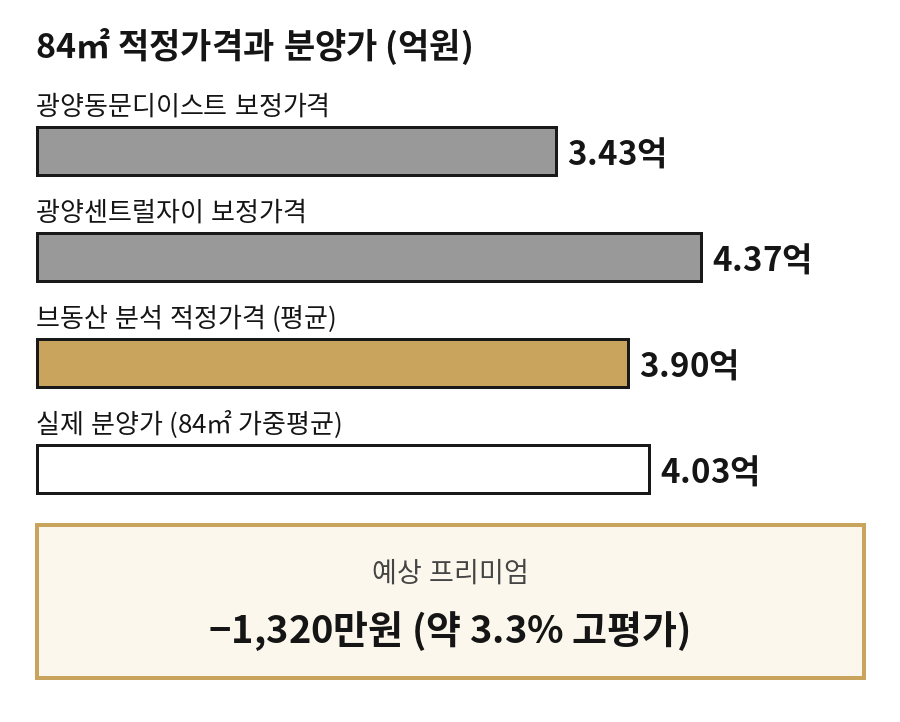 84㎡ 적정가격과 분양가 (억원)
광양동문디이스트 보정가격
3.43억
광양센트럴자이 보정가격
4.37억
브동산 분석 적정가격 (평균)
3.90억
실제 분양가 (84㎡ 가중평균)
4.03억
예상 프리미엄
−1,320만원 (약 3.3% 고평가)